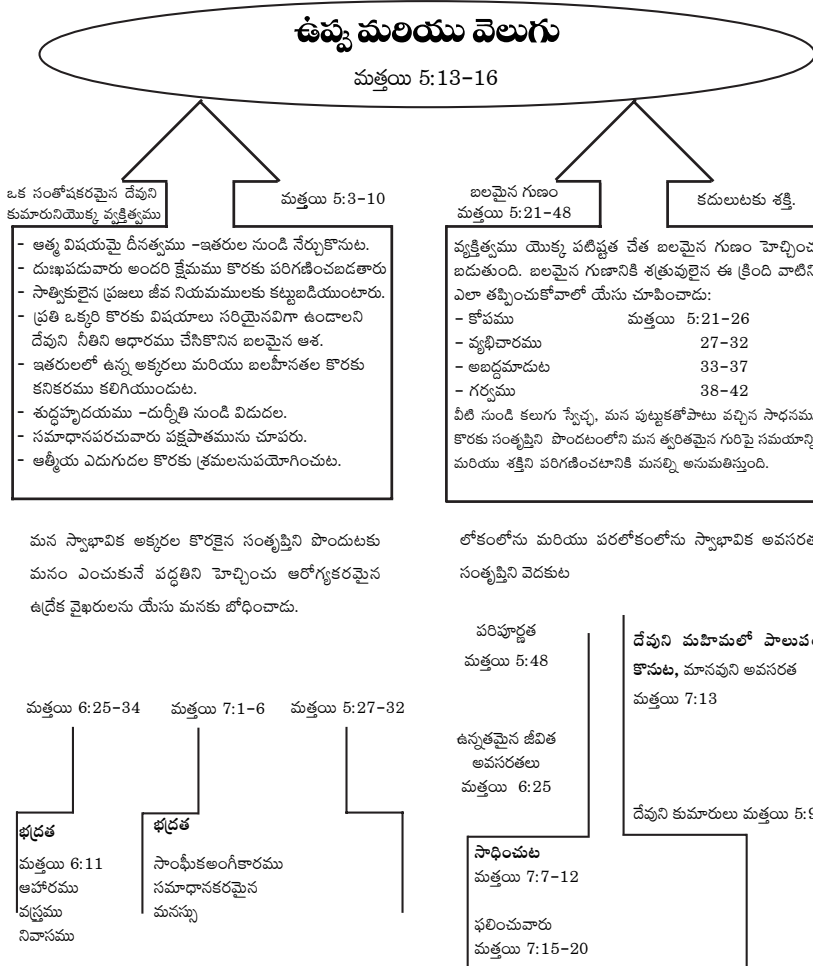 ఉప్పు మరియు వెలుగు
మత్తయి 5:13-16
ఒక సంతోషకరమైన దేవుని
కుమారునియొక్క వ్యక్తిత్వము
మత్తయి 5:3-10
- ఆత్మ విషయమై దీనత్వము -ఇతరుల నుండి నేర్చుకొనుట.
- దుఃఖపడువారు అందరి క్షేమము కొరకు పరిగణించబడతారు
- సాత్వికులైన ప్రజలు జీవ నియమములకు కట్టుబడియుంటారు.
- ప్రతి ఒక్కరి కొరకు విషయాలు సరియైనవిగా ఉండాలని
దేవుని నీతిని ఆధారము చేసికొనిన బలమైన ఆశ.
- ఇతరులలో ఉన్న అక్కరలు మరియు బలహీనతల కొరకు
కనికరము కలిగియుండుట.
- శుద్ధహృదయము -దుర్నీతి నుండి విడుదల.
- సమాధానపరచువారు పక్షపాతమును చూపరు.
- ఆత్మీయ ఎదుగుదల కొరకు శ్రమలనుపయోగించుట.
బలమైన గుణం
మత్తయి 5:21-48
కదులుటకు శక్తి.
వ్యక్తిత్వము యొక్క పటిష్టత చేత బలమైన గుణం హెచ్చించ
బడుతుంది. బలమైన గుణానికి శత్రువులైన ఈ క్రింది వాటిని
ఎలా తప్పించుకోవాలో యేసు చూపించాడు:
- కోపము మత్తయి 5:21-26
- వ్యభిచారము 27-32
- అబద్దమాడుట 33-37
- గర్వము 38-42
వీటి నుండి కలుగు స్వేచ్ఛ, మన పుట్టుకతోపాటు వచ్చిన సాధనము
కొరకు సంతృప్తిని పొందటంలోని మన త్వరితమైన గురిపై సమయాన్ని
మరియు శక్తిని పరిగణించటానికి మనల్ని అనుమతిస్తుంది.
మన స్వాభావిక అక్కరల కొరకైన సంతృప్తిని పొందుటకు
మనం ఎంచుకునే పద్ధతిని హెచ్చించు ఆరోగ్యకరమైన
ఉద్రేక వైఖరులను యేసు మనకు బోధించాడు.
లోకంలోను మరియు పరలోకంలోను స్వాభావిక అవసరత
సంతృప్తిని వెదకుట
మత్తయి 6:25-34
మత్తయి 7:1-6
మత్తయి 5:27-32
భద్రత
మత్తయి 6:11
ఆహారము
వస్త్రము
నివాసము
భద్రత
సాంఘీకఅంగీకారము
సమాధానకరమైన
మనస్సు
పరిపూర్ణత
మత్తయి 5:48
ఉన్నతమైన జీవిత
అవసరతలు
మత్తయి 6:25
సాధించుట
మత్తయి 7:7-12
ఫలించువారు
మత్తయి 7:15-20
దేవుని మహిమలో
కొనుట, మానవుని అవసరత
మత్తయి 7:13
దేవుని కుమారులు మత్తయి 5:9